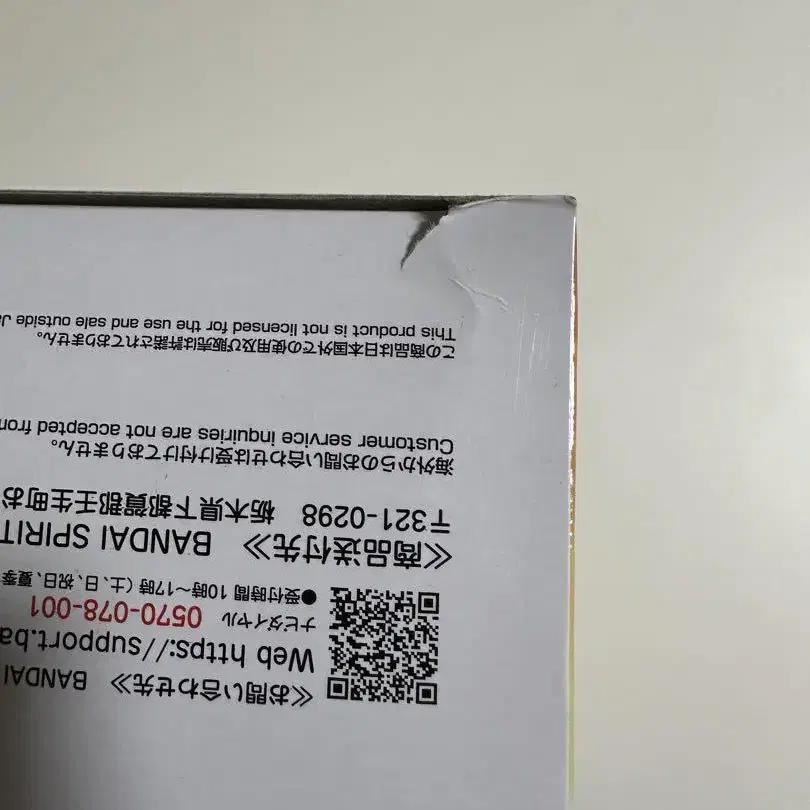 ≪お問い合わせ先≫ BANDAI
Web https://support.ba
ナビダイヤル 0570-078-001
●受付時間 10時～17時 (土、日、祝日、夏季
≪商品送付先≫ BANDAI SPIRIT
〒321-0298 栃木県下都賀郡壬生町お
海外からのお問い合わせは受け付けておりません。
Customer service inquiries are not accepted from
この商品は日本国外での使用及び販売は許諾されておりません。
This product is not licensed for the use and sale outside Ja